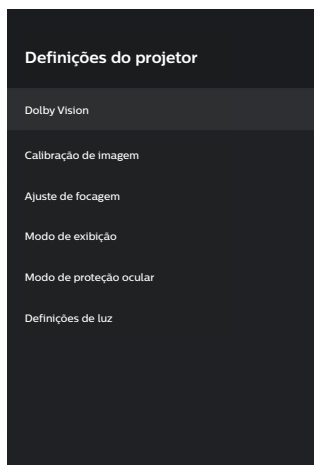 Definições do projetor
Dolby Vision
Calibração de imagem
Ajuste de focagem
Modo de exibição
Modo de proteção ocular
Definições de luz